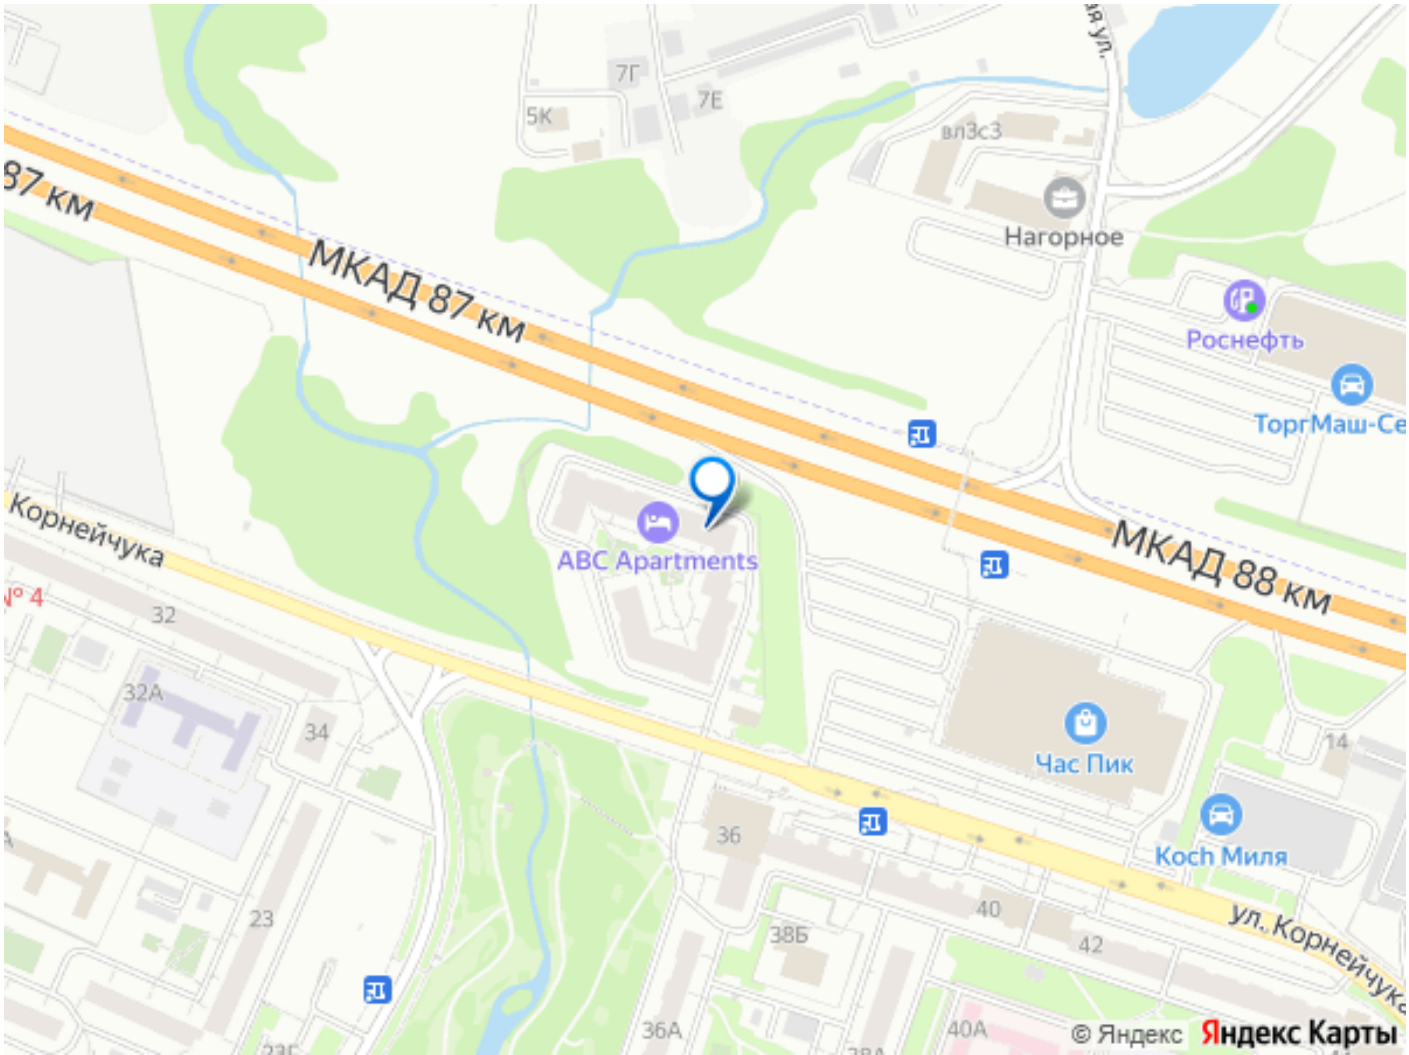 ая ул.
7Г
7Е
5К
вл3с3
87 км
МКАД 87 км
Нагорное
Роснефть
ТоргМаш-Се
ABC Apartments
МКАД 88 км
Корнейчука
№ 4
32
32А
34
Час Пик
14
36
Koch Миля
23
40
38Б
42
ул. Корнейчука
36А
40А
© Яндекс
Яндекс Карты